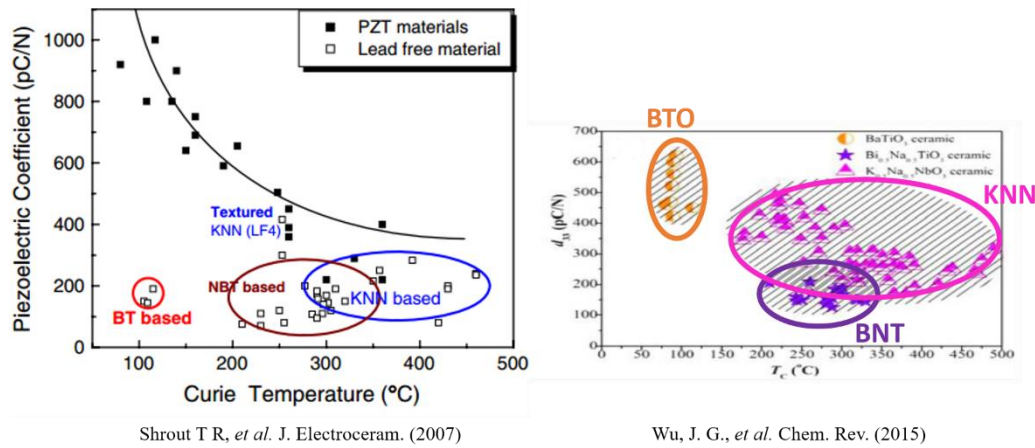 PZT materials
Lead free material
Piezoelectric Coefficient (pC/N)
1000
800
600
400
200
0
Textured
KNN (LF4)
NBT based
KNN based
BT based
100
200
300
400
500
Curie Temperature (°C)
Shrout T R, et al. J. Electroceram. (2007)
BTO
BaTiO3 ceramic
Bi0.5Na0.5TiO3 ceramic
K0.5Na0.5NbO3 ceramic
KNN
BNT
d33 (pC/N)
700
600
500
400
300
200
100
0
0 50 100 150 200 250 300 350 400 450 500
TC (°C)
Wu, J. G., et al. Chem. Rev. (2015)